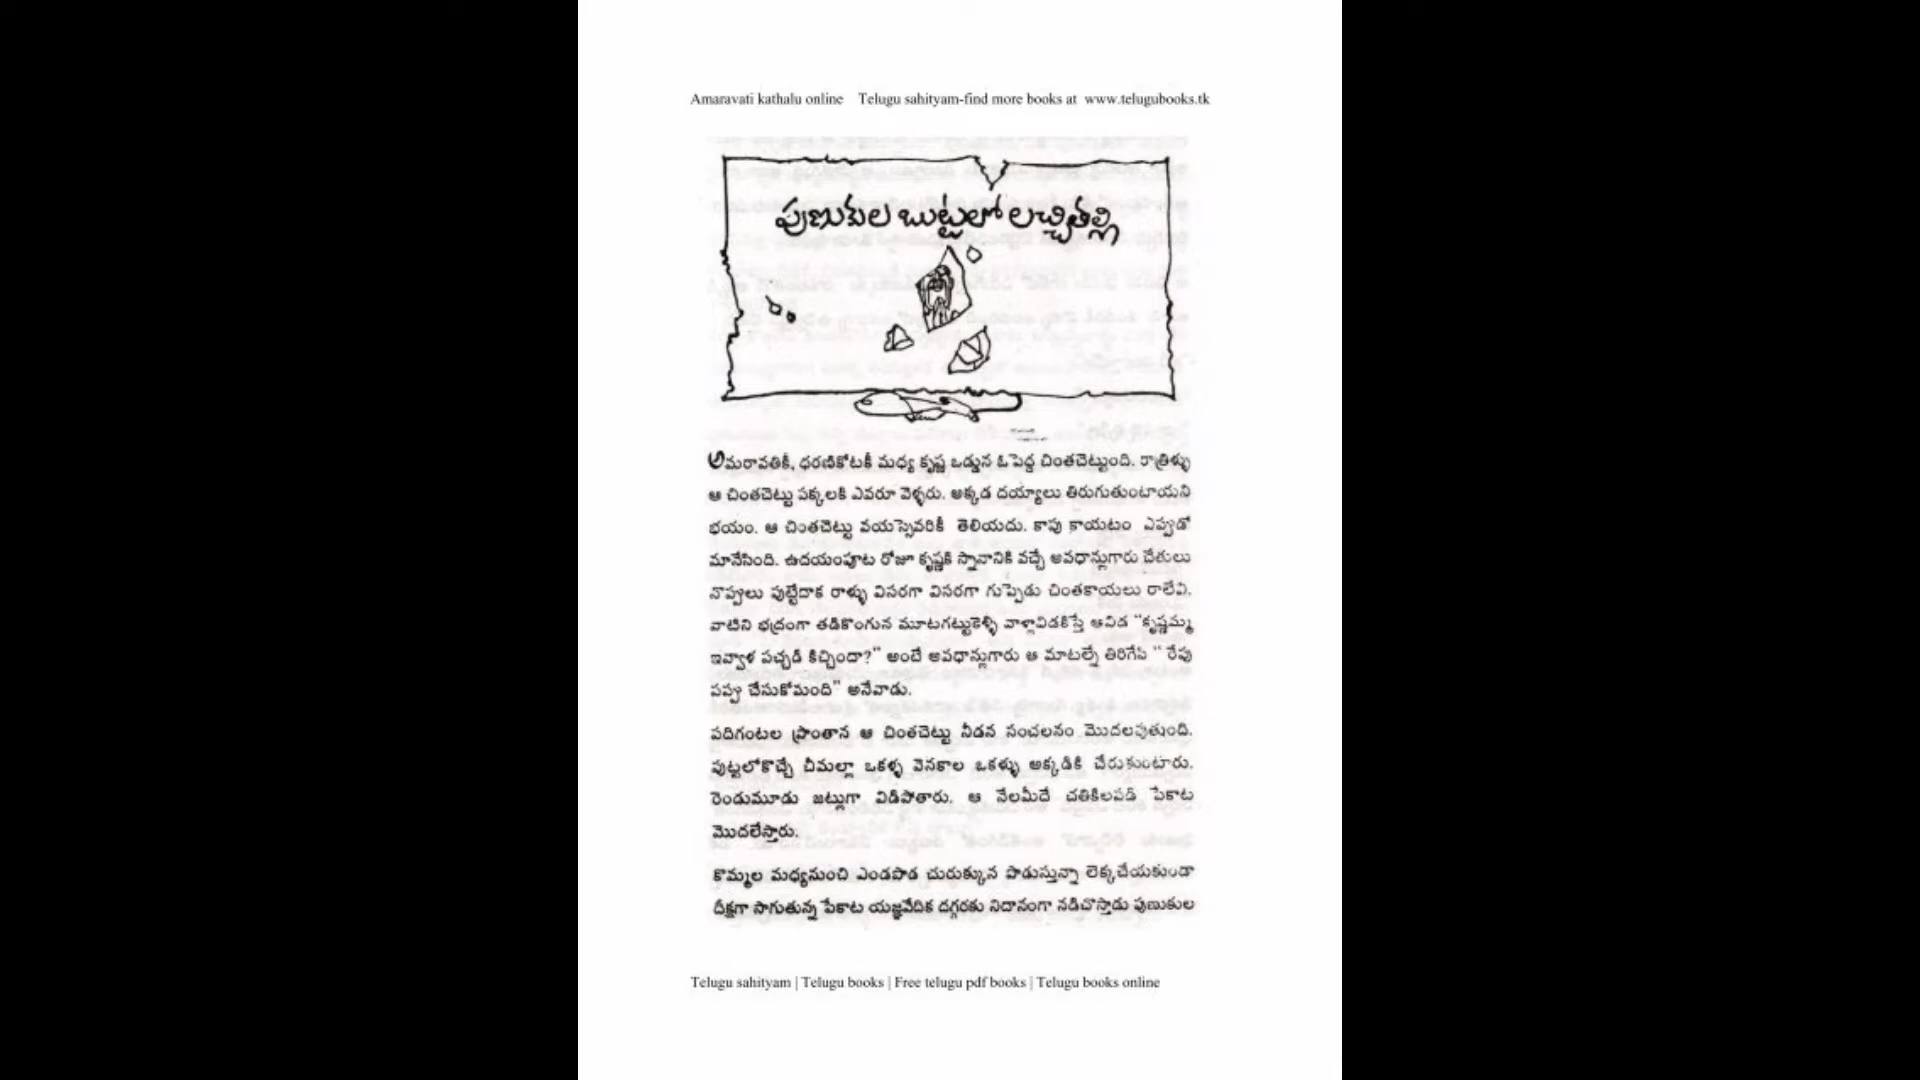 Amaravati kathalu online    Telugu sahityam-find more books at  www.telugubooks.tk
పుణుకుల బుట్టలో లచ్చితల్లి
అమరావతికీ, ధరణికోటకీ మధ్య కృష్ణ ఒడ్డున ఓ పెద్ద చింతచెట్టుంది. రాత్రిళ్ళు
ఆ చింతచెట్టు పక్కలకి ఎవరూ వెళ్ళరు. అక్కడ దయ్యాలు తిరుగుతుంటాయని
భయం. ఆ చింతచెట్టు వయస్సెవరికీ తెలియదు. కాపు కాయటం ఎప్పుడో
మానేసింది. ఉదయంపూట రోజూ కృష్ణకి స్నానానికి వచ్చే అవధాన్లుగారు చేతులు
నొప్పులు పుట్టేదాక రాళ్ళు విసరగా విసరగా గుప్పెడు చింతకాయలు రాలేవి.
వాటిని భద్రంగా తడికొంగున మూటగట్టుకెళ్ళి వాళ్లావిడకిస్తే ఆవిడ "కృష్ణమ్మ
ఇవ్వాళ పచ్చడి కిచ్చిందా?" అంటే అవధాన్లుగారు ఆ మాటల్నే తిరిగేసి " రేపు
పప్పు చేసుకోమంది" అనేవాడు.
పదిగంటల ప్రాంతాన ఆ చింతచెట్టు నీడన సంచలనం మొదలవుతుంది.
పుట్టలోకొచ్చే చీమల్లా ఒకళ్ళ వెనకాల ఒకళ్ళు అక్కడికి చేరుకుంటారు.
రెండుమూడు జట్లుగా విడిపోతారు. ఆ నేలమీదే చతికిలపడి పేకాట
మొదలేస్తారు.
కొమ్మల మధ్యనుంచి ఎండపొడ చురుక్కున పొడుస్తున్నా లెక్కచేయకుండా
దీక్షగా సాగుతున్న పేకాట యజ్ఞవేదిక దగ్గరకు నిదానంగా నడిచొస్తాడు పుణుకుల
Telugu sahityam | Telugu books | Free telugu pdf books | Telugu books online